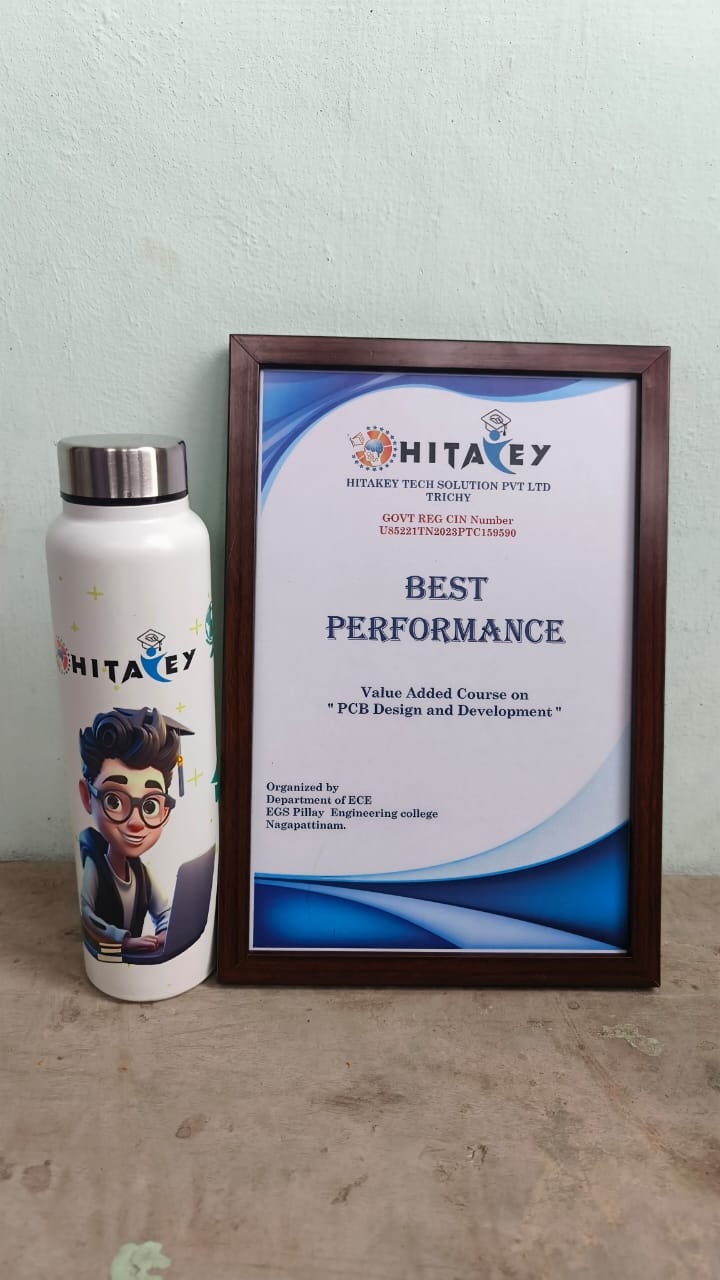 HITAKEY
HITAKEY
HITAKEY TECH SOLUTION PVT LTD
TRICHY
GOVT REG CIN Number
U85221TN2023PTC159590
BEST
PERFORMANCE
Value Added Course on
" PCB Design and Development "
Organized by
Department of ECE
EGS Pillay Engineering college
Nagapattinam.